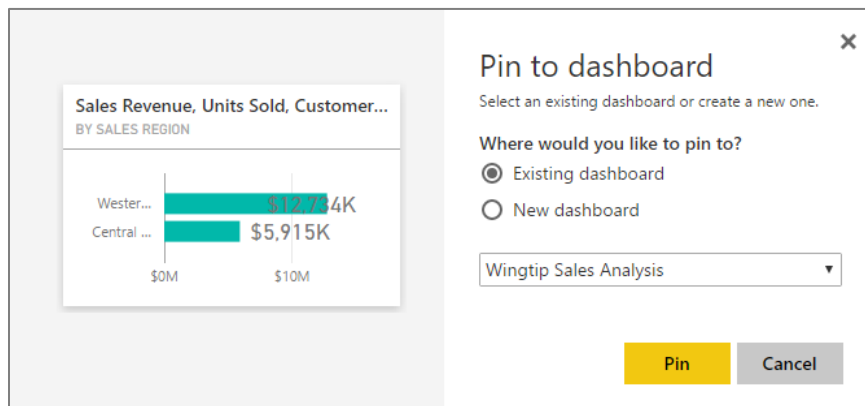 Sales Revenue, Units Sold, Customer...
BY SALES REGION
Wester... $12,734K
Central ... $5,915K
$0M $10M
Pin to dashboard
Select an existing dashboard or create a new one.
Where would you like to pin to?
Existing dashboard
New dashboard
Wingtip Sales Analysis
Pin Cancel